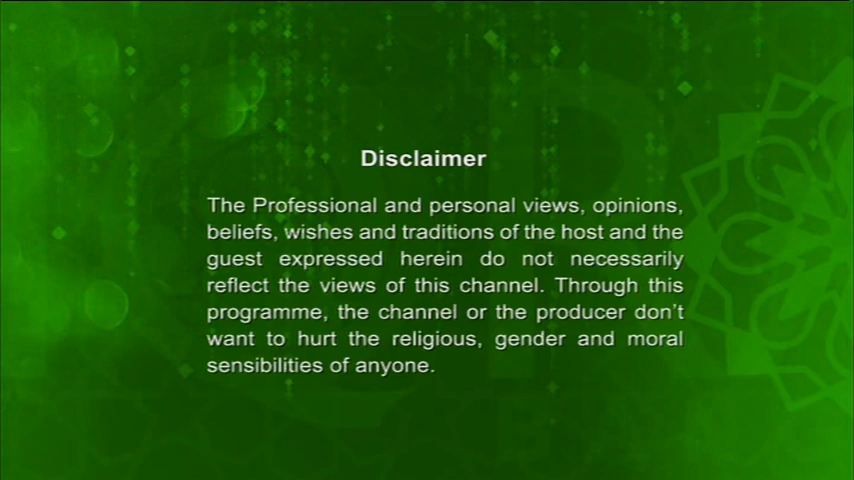 Disclaimer
The Professional and personal views, opinions,
beliefs, wishes and traditions of the host and the
guest expressed herein do not necessarily
reflect the views of this channel. Through this
programme, the channel or the producer don't
want to hurt the religious, gender and moral
sensibilities of anyone.